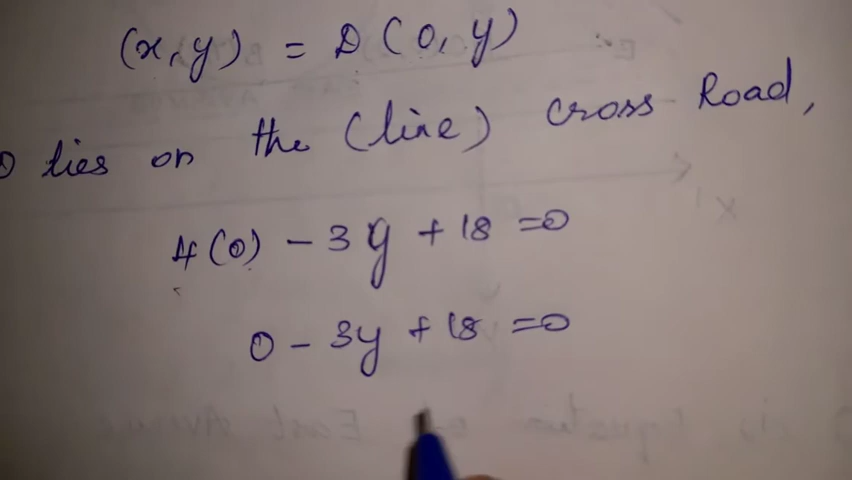 (x, y) = D (0, y)
D lies on the (line) cross Road,
4(0) - 3y + 18 = 0
0 - 3y + 18 = 0